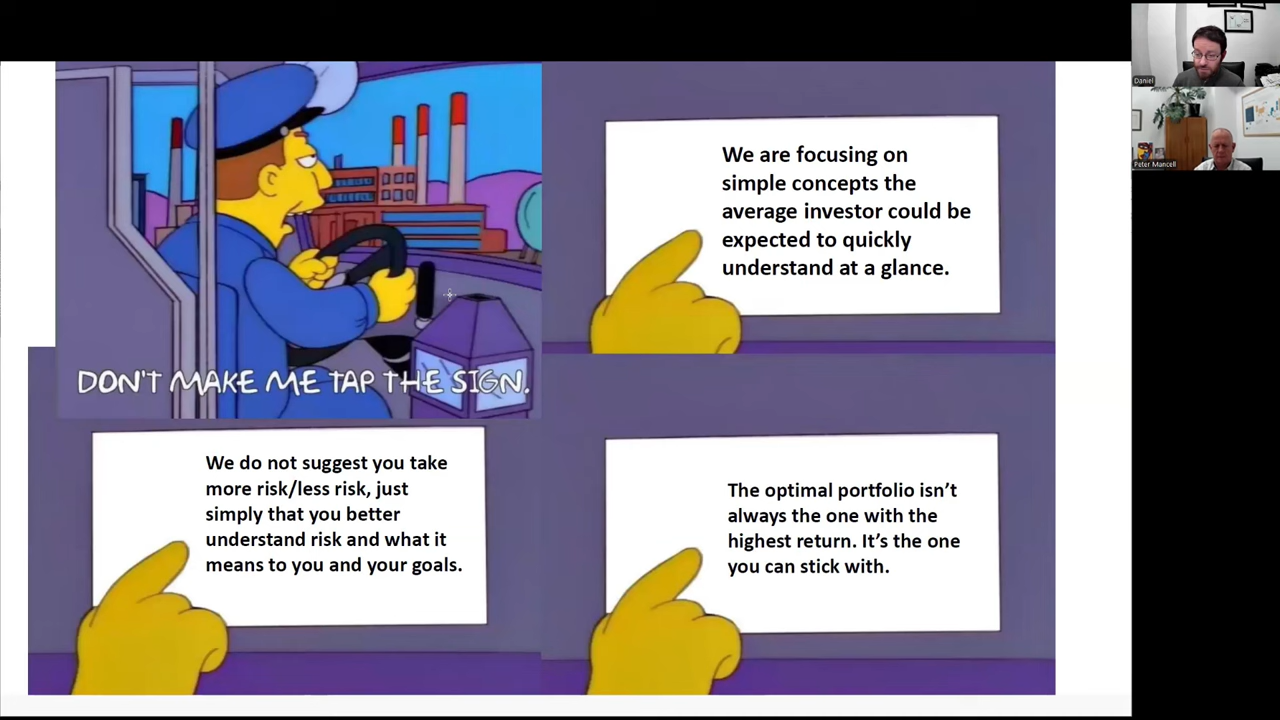 DON'T MAKE ME TAP THE SIGN.
We are focusing on
simple concepts the
average investor could be
expected to quickly
understand at a glance.
We do not suggest you take
more risk/less risk, just
simply that you better
understand risk and what it
means to you and your goals.
The optimal portfolio isn't
always the one with the
highest return. It's the one
you can stick with.
Daniel
Peter Mancell